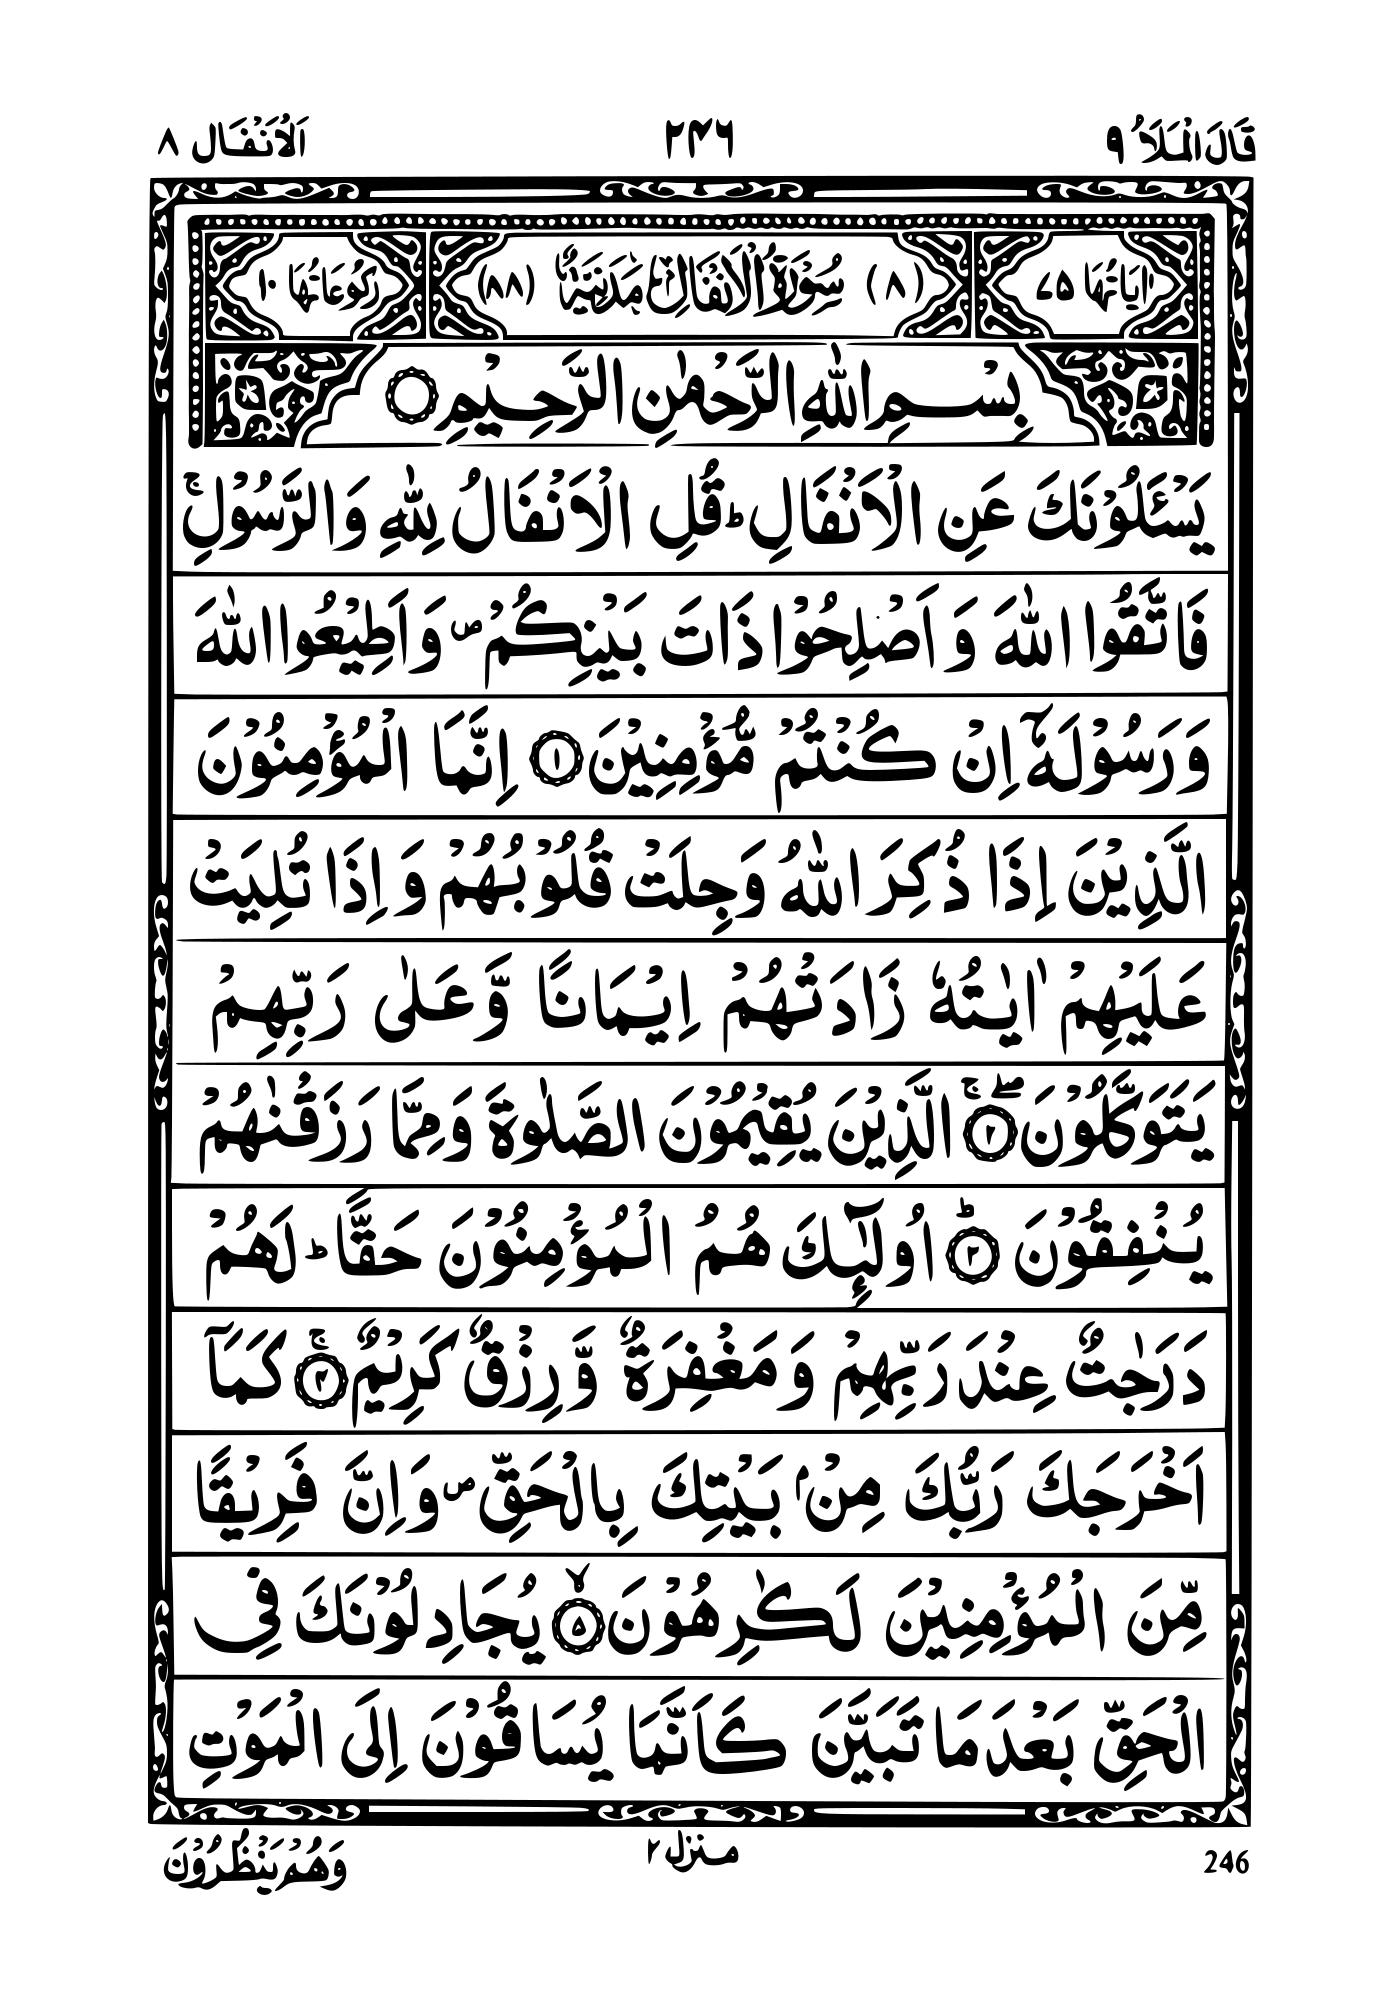 قَالَ الْمَلَاُ ٩
٢٤٦
اَلْاَنْفَال ٨
اٰيَاتُهَا ٧٥
(٨) سُوْرَةُ الْاَنْفَالِ مَدَنِيَّةٌ (٨٨)
رُكُوْعَاتُهَا ١٠
بِسْمِ اللّٰهِ الرَّحْمٰنِ الرَّحِيْمِ ۝
يَسْـَٔلُوْنَكَ عَنِ الْاَنْفَالِ ؕ قُلِ الْاَنْفَالُ لِلّٰهِ وَالرَّسُوْلِ ۚ
فَاتَّقُوا اللّٰهَ وَ اَصْلِحُوْا ذَاتَ بَيْنِكُمْ ۪ وَاَطِيْعُوا اللّٰهَ
وَرَسُوْلَهٗۤ اِنْ كُنْتُمْ مُّؤْمِنِيْنَ ۝١ اِنَّمَا الْمُؤْمِنُوْنَ
الَّذِيْنَ اِذَا ذُكِرَ اللّٰهُ وَجِلَتْ قُلُوْبُهُمْ وَاِذَا تُلِيَتْ
عَلَيْهِمْ اٰيٰتُهٗ زَادَتْهُمْ اِيْمَانًا وَّعَلٰى رَبِّهِمْ
يَتَوَكَّلُوْنَ ۝٢ۖۚ الَّذِيْنَ يُقِيْمُوْنَ الصَّلٰوةَ وَمِمَّا رَزَقْنٰهُمْ
يُنْفِقُوْنَ ۝٣ؕ اُولٰٓئِكَ هُمُ الْمُؤْمِنُوْنَ حَقًّا ؕ لَهُمْ
دَرَجٰتٌ عِنْدَ رَبِّهِمْ وَمَغْفِرَةٌ وَّرِزْقٌ كَرِيْمٌ ۝٤ۚ كَمَاۤ
اَخْرَجَكَ رَبُّكَ مِنْۢ بَيْتِكَ بِالْحَقِّ ۪ وَاِنَّ فَرِيْقًا
مِّنَ الْمُؤْمِنِيْنَ لَكٰرِهُوْنَ ۝٥ۙ يُجَادِلُوْنَكَ فِى
الْحَقِّ بَعْدَ مَا تَبَيَّنَ كَاَنَّمَا يُسَاقُوْنَ اِلَى الْمَوْتِ
وَهُمْ يَنْظُرُوْنَ
منزل ٢
246